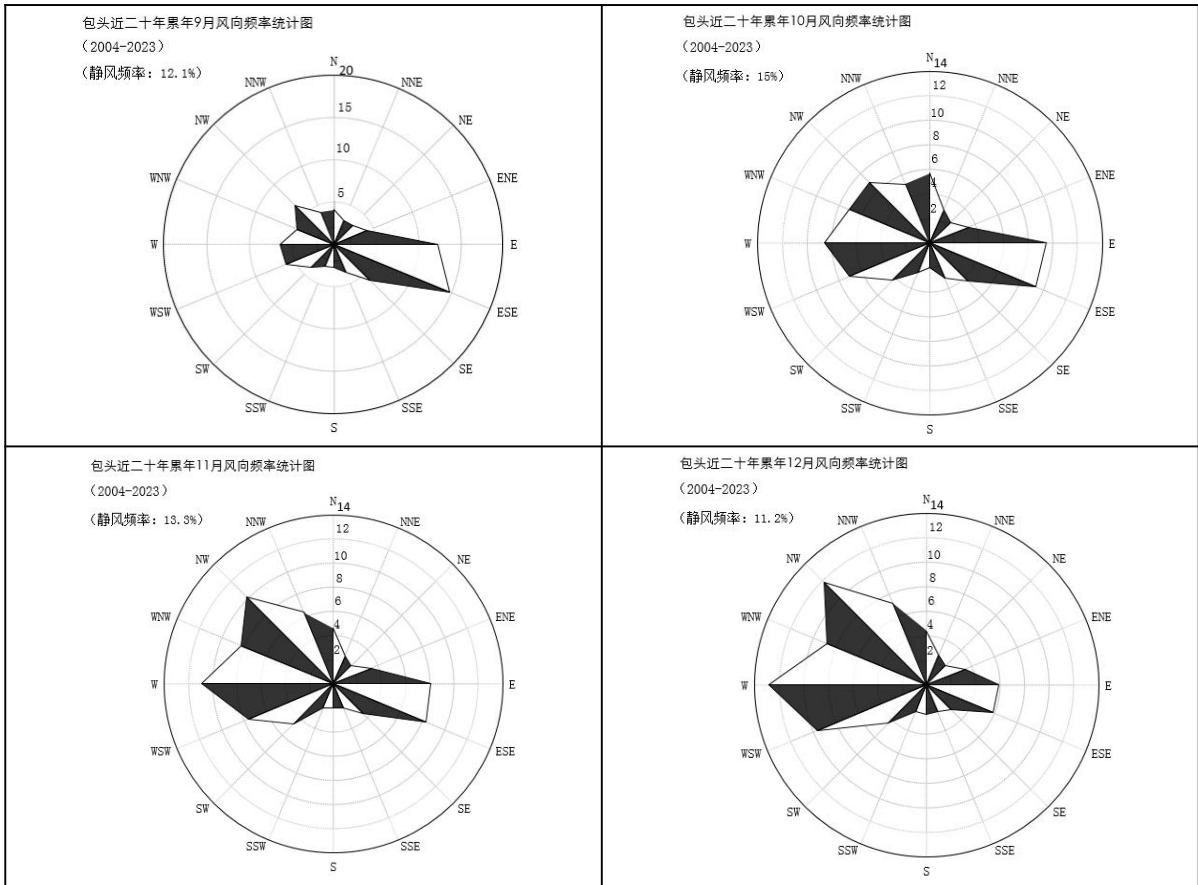 包头近二十年累年9月风向频率统计图
（2004-2023）
（静风频率：12.1%）
N
20
NNW
NNE
15
NW
NE
10
WNW
ENE
5
W
E
WSW
ESE
SW
SE
SSW
SSE
S
包头近二十年累年10月风向频率统计图
（2004-2023）
（静风频率：15%）
N
14
NNW
NNE
12
10
NW
NE
8
6
WNW
ENE
4
2
W
E
WSW
ESE
SW
SE
SSW
SSE
S
包头近二十年累年11月风向频率统计图
（2004-2023）
（静风频率：13.3%）
N
14
NNW
NNE
12
10
NW
NE
8
6
WNW
ENE
4
2
W
E
WSW
ESE
SW
SE
SSW
SSE
S
包头近二十年累年12月风向频率统计图
（2004-2023）
（静风频率：11.2%）
N
14
NNW
NNE
12
10
NW
NE
8
6
WNW
ENE
4
2
W
E
WSW
ESE
SW
SE
SSW
SSE
S